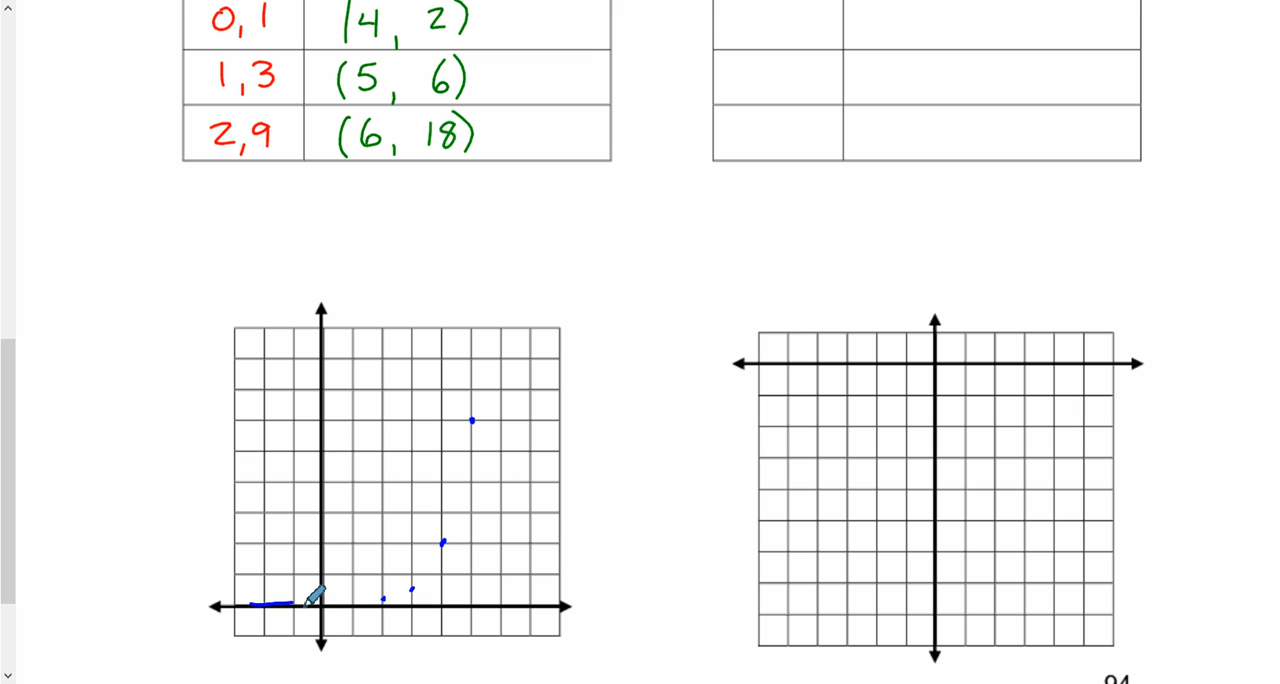 0, 1 (4, 2)
1, 3 (5, 6)
2, 9 (6, 18)
94